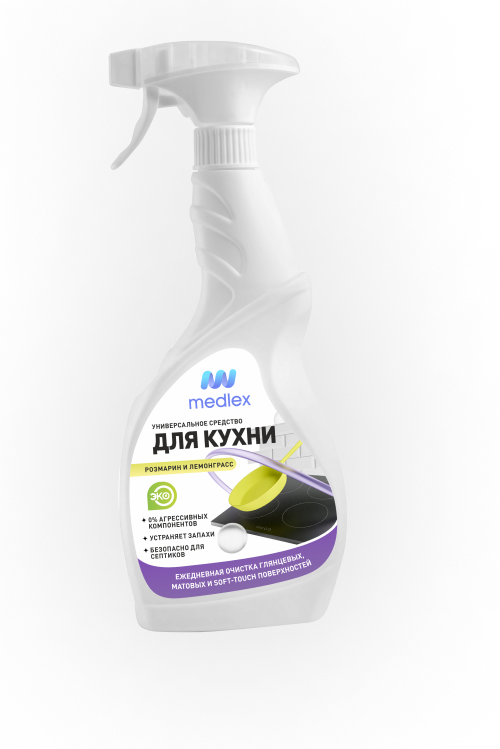 medlex
УНИВЕРСАЛЬНОЕ СРЕДСТВО
ДЛЯ КУХНИ
РОЗМАРИН И ЛЕМОНГРАСС
ЭКО
0% АГРЕССИВНЫХ
КОМПОНЕНТОВ
УСТРАНЯЕТ ЗАПАХИ
БЕЗОПАСНО ДЛЯ
СЕПТИКОВ
ЕЖЕДНЕВНАЯ ОЧИСТКА ГЛЯНЦЕВЫХ,
МАТОВЫХ И SOFT-TOUCH ПОВЕРХНОСТЕЙ